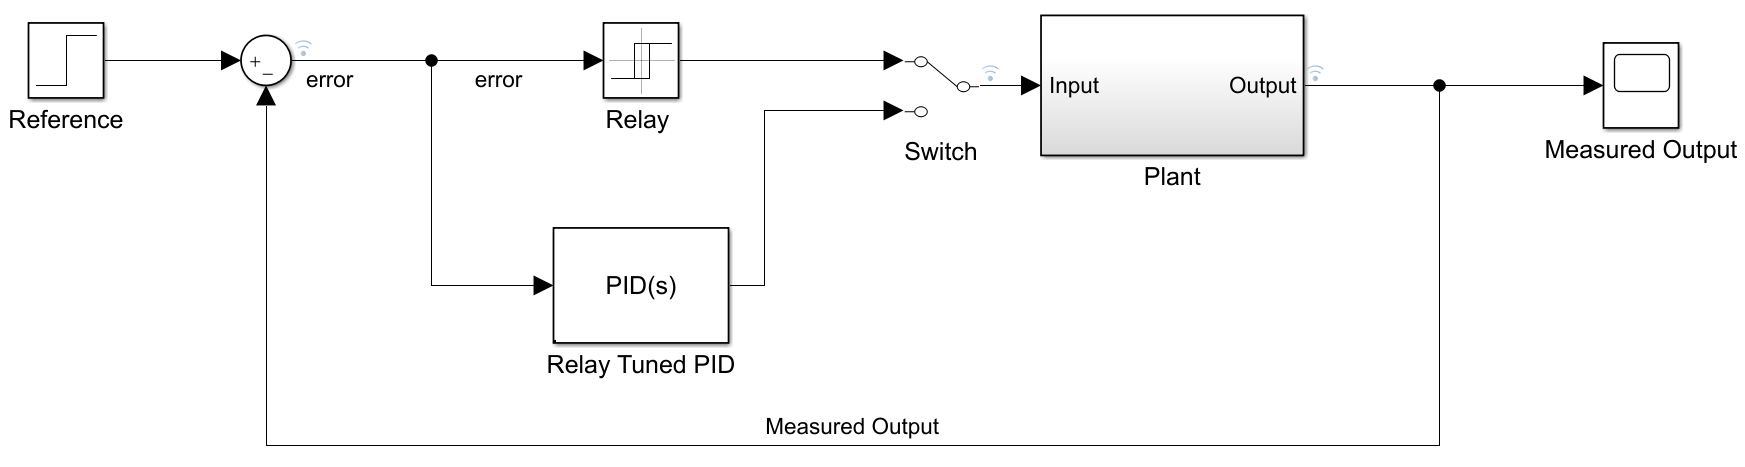 Reference
+
−
error
error
Relay
Switch
Input
Output
Plant
Measured Output
PID(s)
Relay Tuned PID
Measured Output